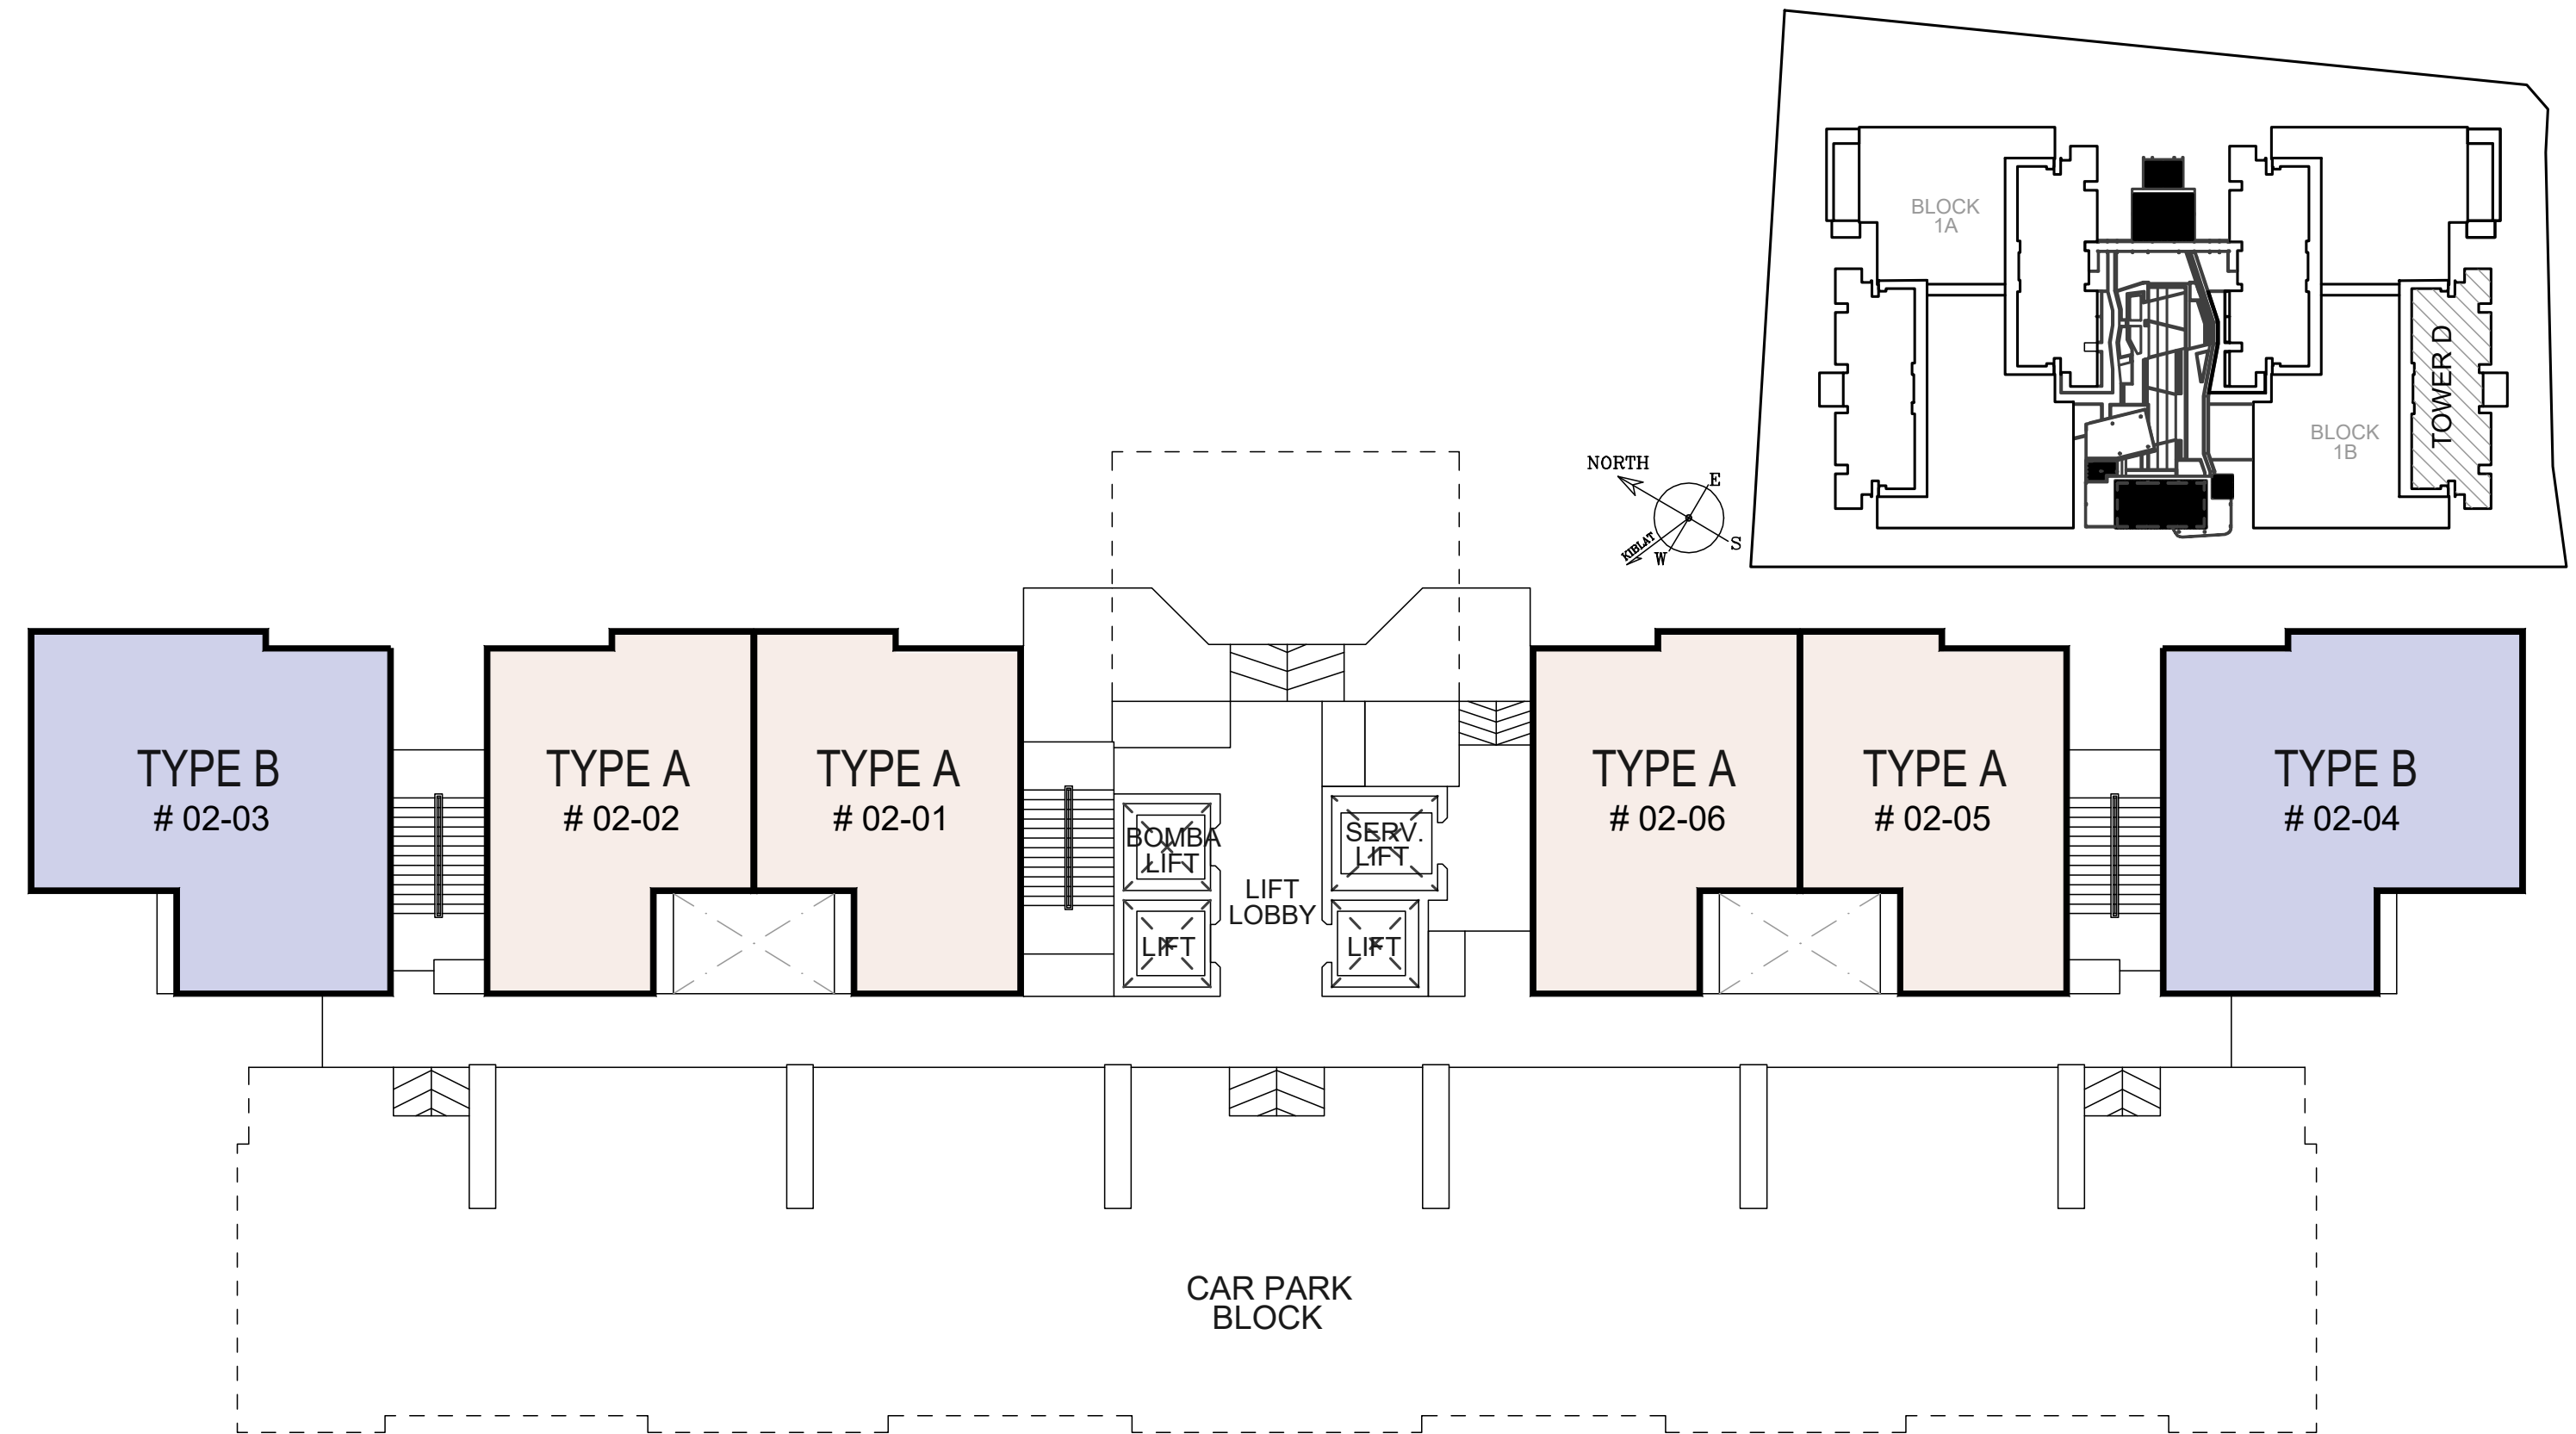 BLOCK
1A
TOWER D
BLOCK
1B
NORTH
E
S
W
KIBLAT
TYPE B
# 02-03
TYPE A
# 02-02
TYPE A
# 02-01
TYPE A
# 02-06
TYPE A
# 02-05
TYPE B
# 02-04
BOMBA
LIFT
SERV.
LIFT
LIFT
LOBBY
LIFT
LIFT
CAR PARK
BLOCK